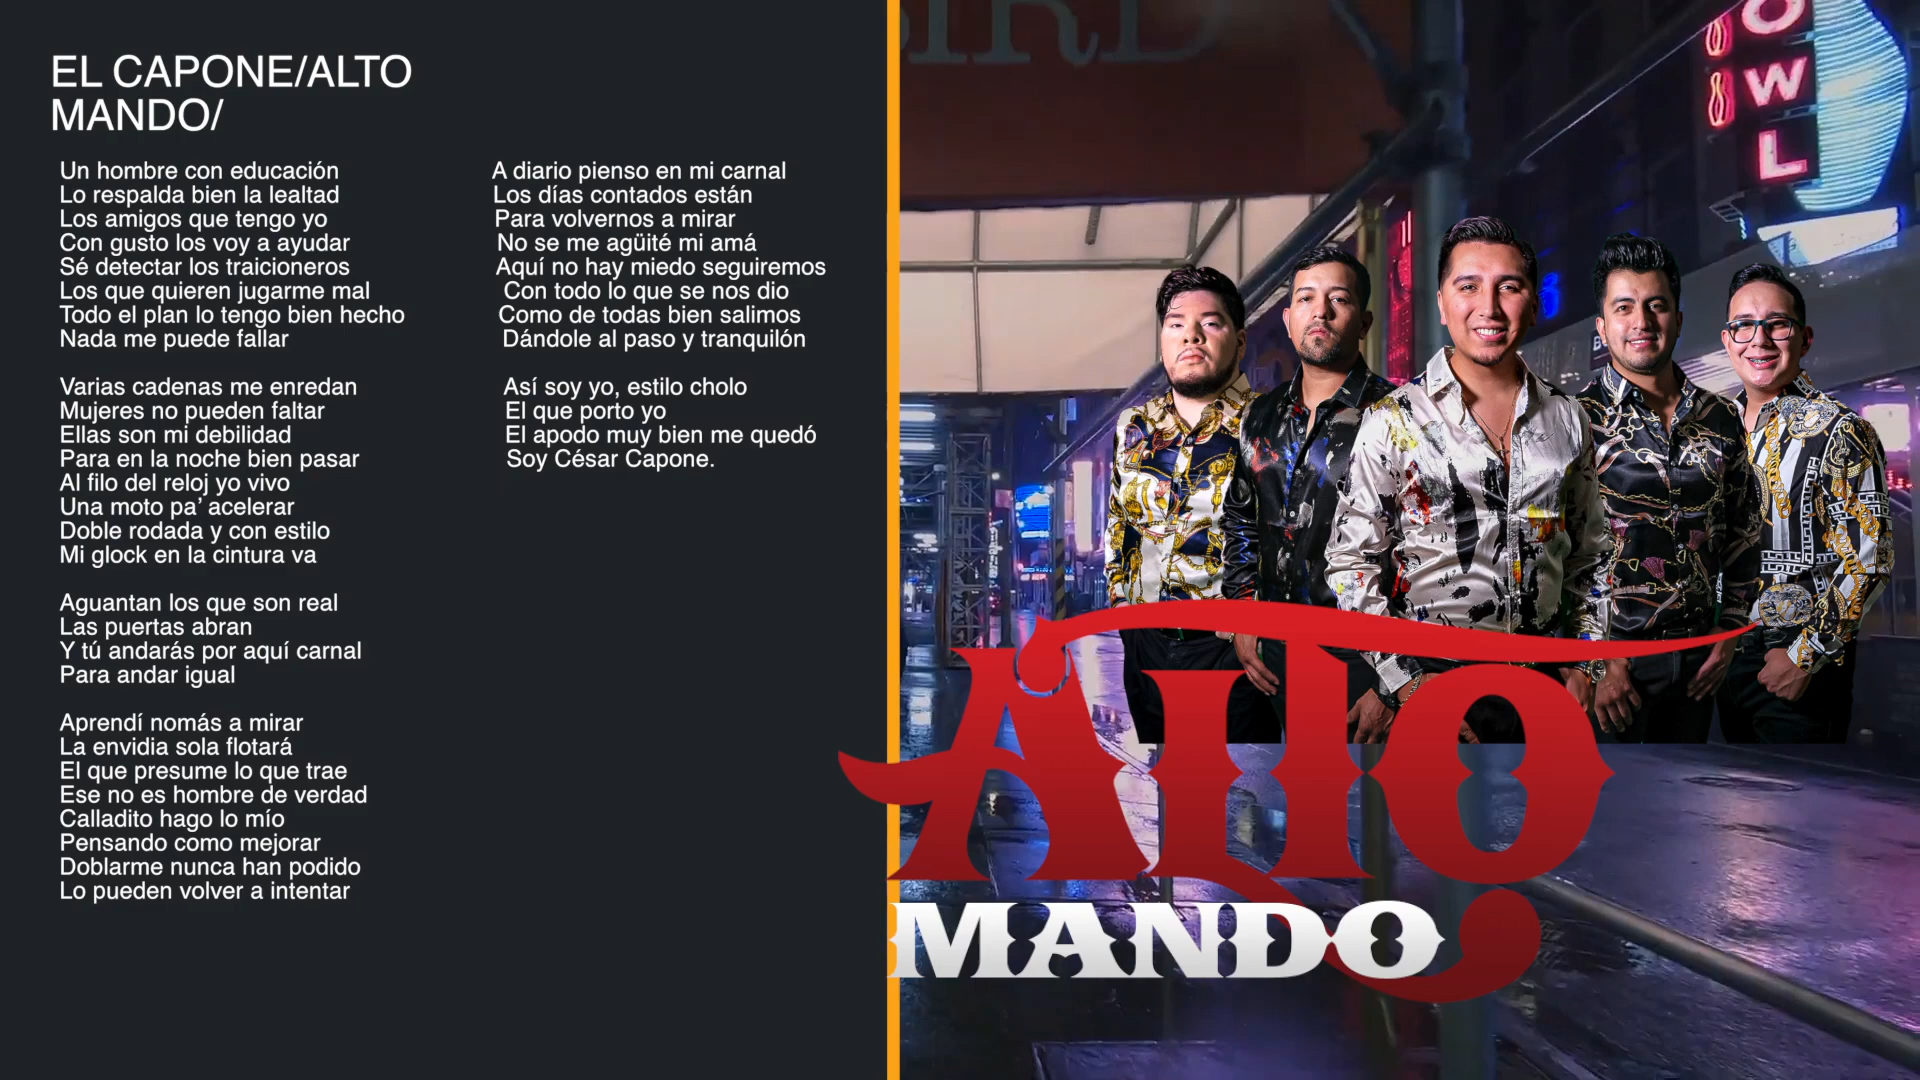 EL CAPONE/ALTO
MANDO/
Un hombre con educación
Lo respalda bien la lealtad
Los amigos que tengo yo
Con gusto los voy a ayudar
Sé detectar los traicioneros
Los que quieren jugarme mal
Todo el plan lo tengo bien hecho
Nada me puede fallar
Varias cadenas me enredan
Mujeres no pueden faltar
Ellas son mi debilidad
Para en la noche bien pasar
Al filo del reloj yo vivo
Una moto pa’ acelerar
Doble rodada y con estilo
Mi glock en la cintura va
Aguantan los que son real
Las puertas abran
Y tú andarás por aquí carnal
Para andar igual
Aprendí nomás a mirar
La envidia sola flotará
El que presume lo que trae
Ese no es hombre de verdad
Calladito hago lo mío
Pensando como mejorar
Doblarme nunca han podido
Lo pueden volver a intentar
A diario pienso en mi carnal
Los días contados están
Para volvernos a mirar
No se me agüité mi amá
Aquí no hay miedo seguiremos
Con todo lo que se nos dio
Como de todas bien salimos
Dándole al paso y tranquilón
Así soy yo, estilo cholo
El que porto yo
El apodo muy bien me quedó
Soy César Capone.
OWL
ALTO
MANDO